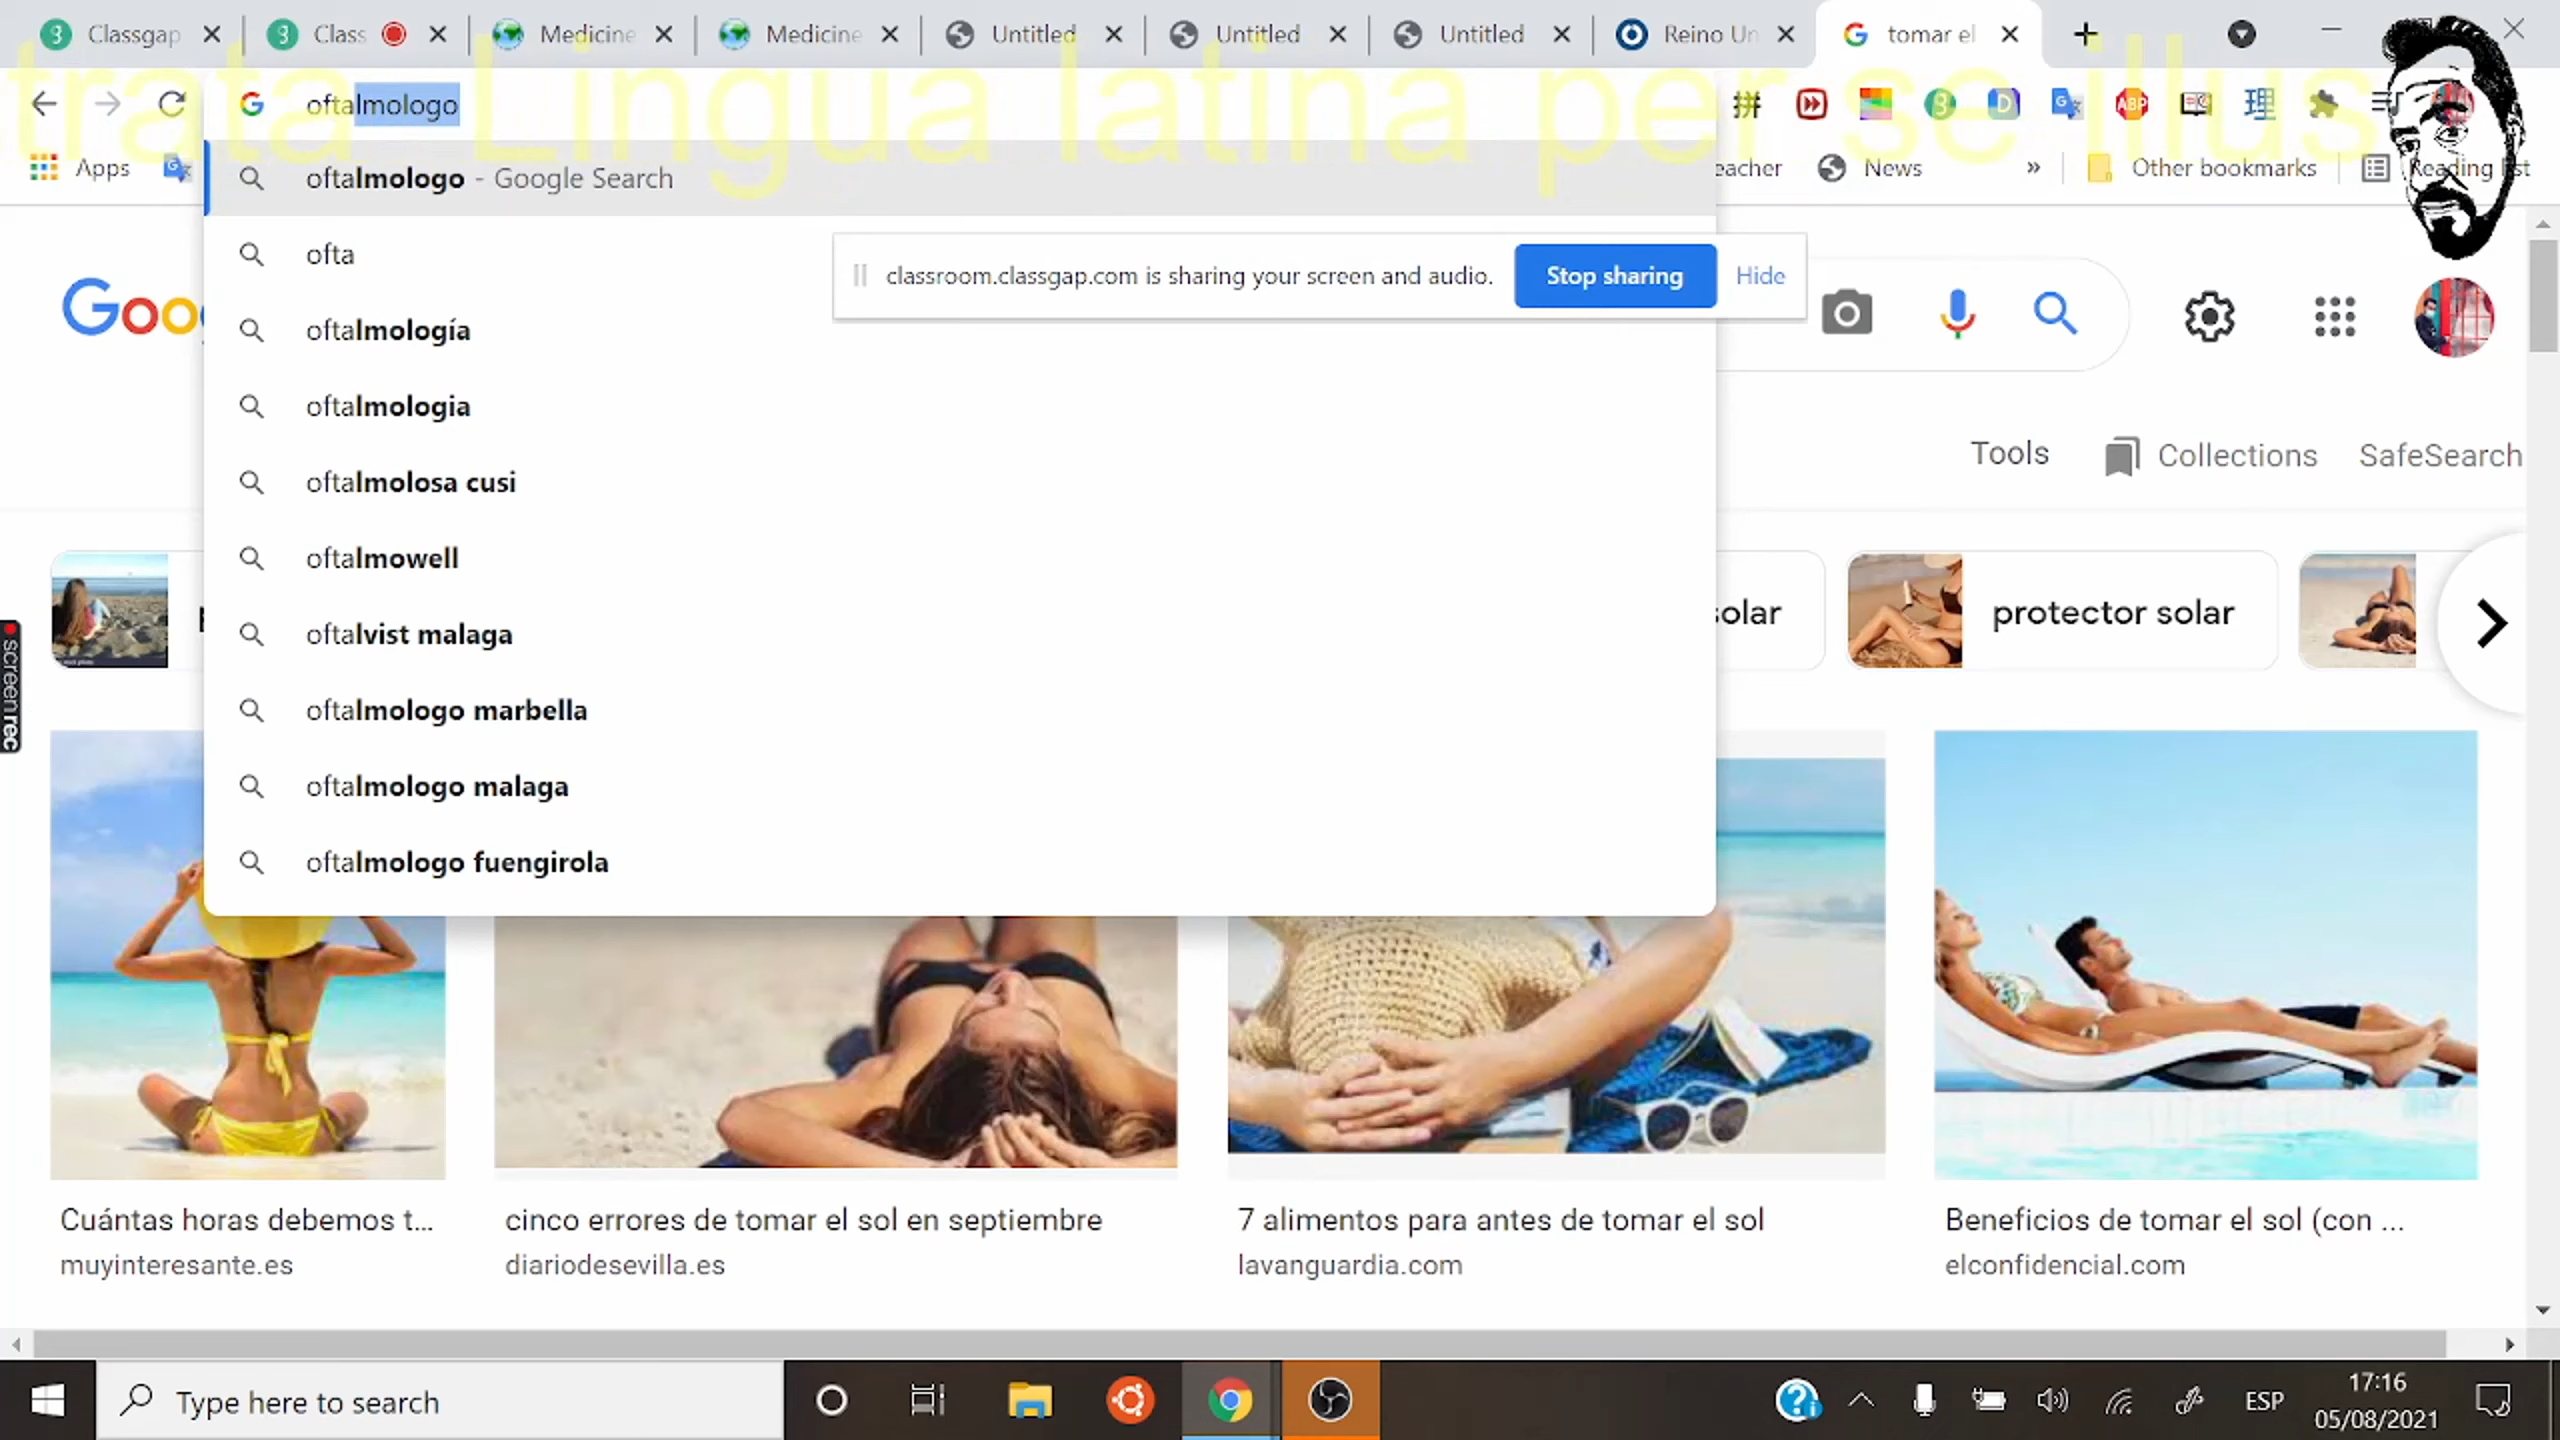 Classgap
Class
Medicine
Medicine
Untitled
Untitled
Untitled
Reino Un
tomar el
trata Lingua latina per se illus
oftalmologo
Apps
eacher
News
»
Other bookmarks
Reading list
oftalmologo - Google Search
ofta
oftalmología
oftalmologia
oftalmolosa cusi
oftalmowell
oftalvist malaga
oftalmologo marbella
oftalmologo malaga
oftalmologo fuengirola
classroom.classgap.com is sharing your screen and audio.
Stop sharing
Hide
Goo
Tools
Collections
SafeSearch
solar
protector solar
screenrec
Cuántas horas debemos t...
muyinteresante.es
cinco errores de tomar el sol en septiembre
diariodesevilla.es
7 alimentos para antes de tomar el sol
lavanguardia.com
Beneficios de tomar el sol (con ...
elconfidencial.com
Type here to search
ESP
17:16
05/08/2021